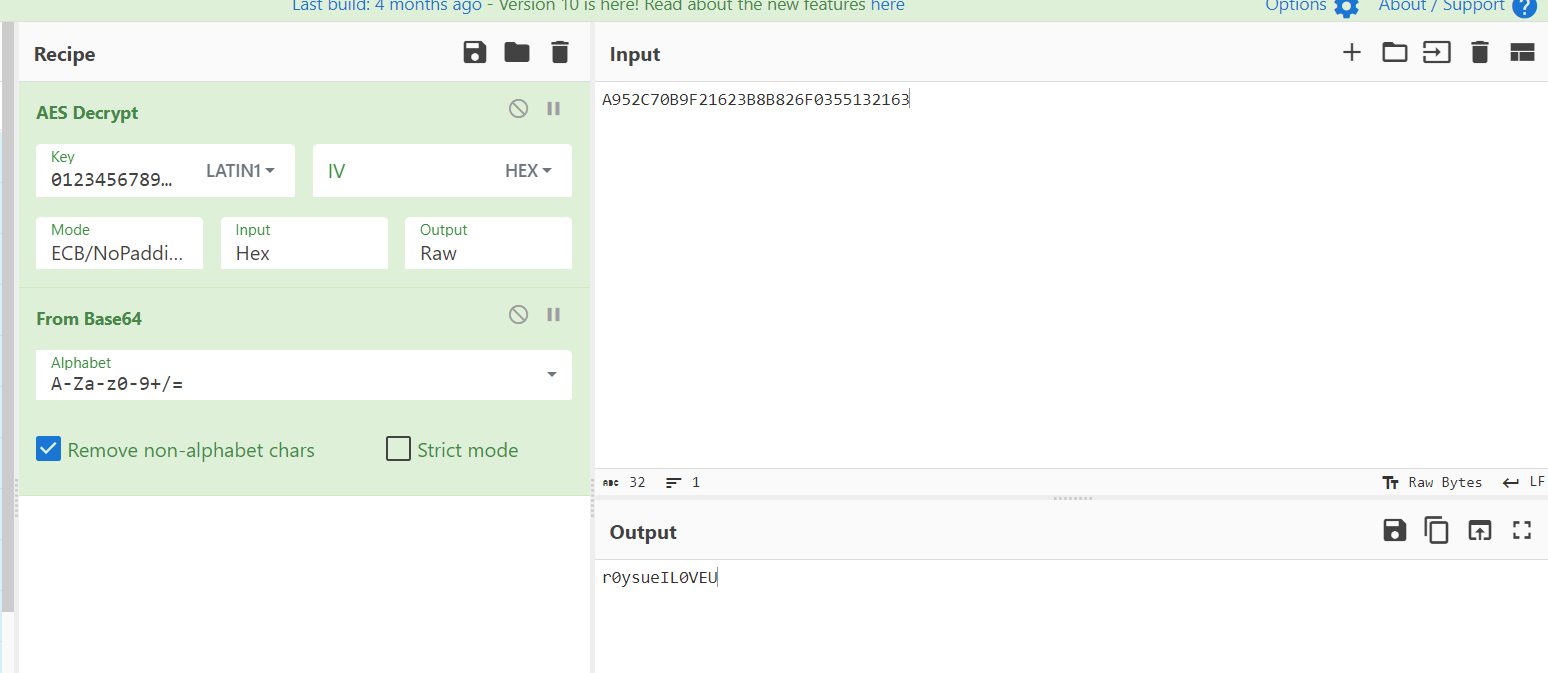 Last build: 4 months ago - Version 10 is here! Read about the new features here
Options
About / Support ?
Recipe
AES Decrypt
Key
0123456789…
LATIN1
IV
HEX
Mode
ECB/NoPaddi…
Input
Hex
Output
Raw
From Base64
Alphabet
A-Za-z0-9+/=
Remove non-alphabet chars
Strict mode
Input
A952C70B9F21623B8B826F0355132163
ABC 32 1
Tт Raw Bytes LF
Output
r0ysueIL0VEU